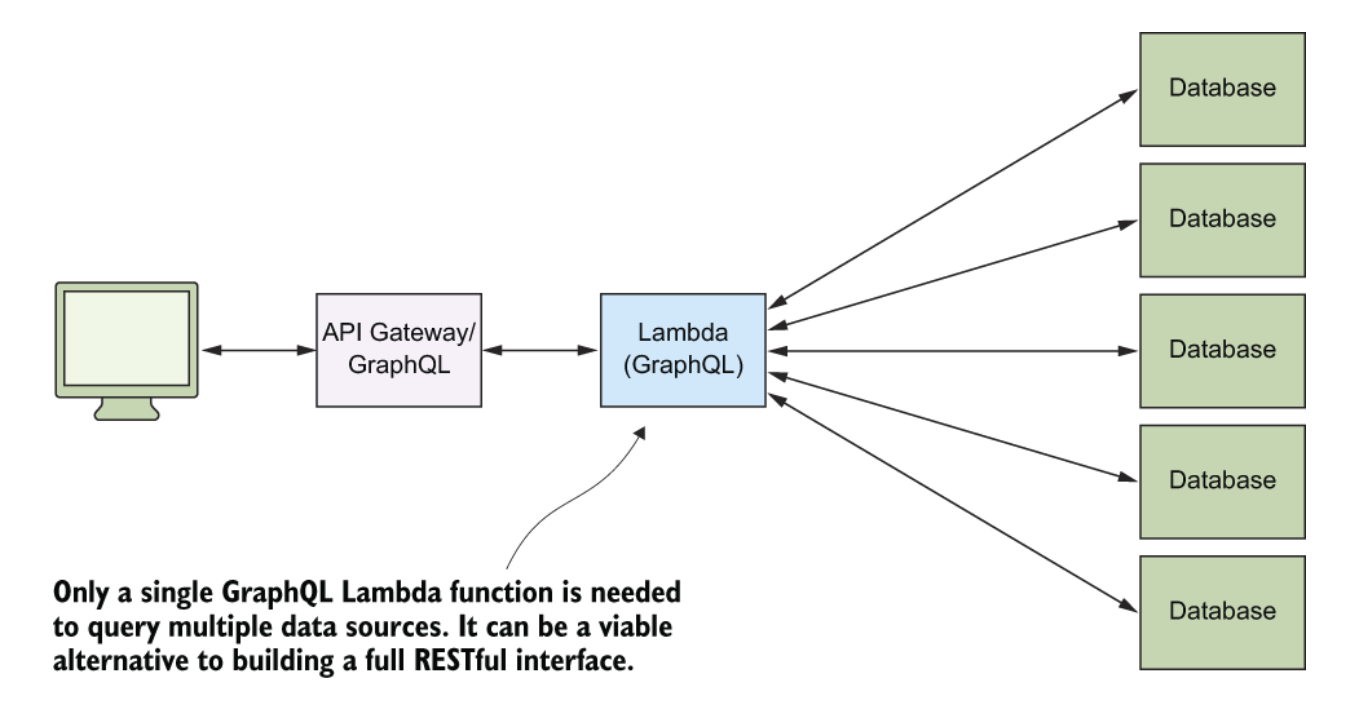 Database
Database
API Gateway/
GraphQL
Lambda
(GraphQL)
Database
Database
Database
Only a single GraphQL Lambda function is needed
to query multiple data sources. It can be a viable
alternative to building a full RESTful interface.